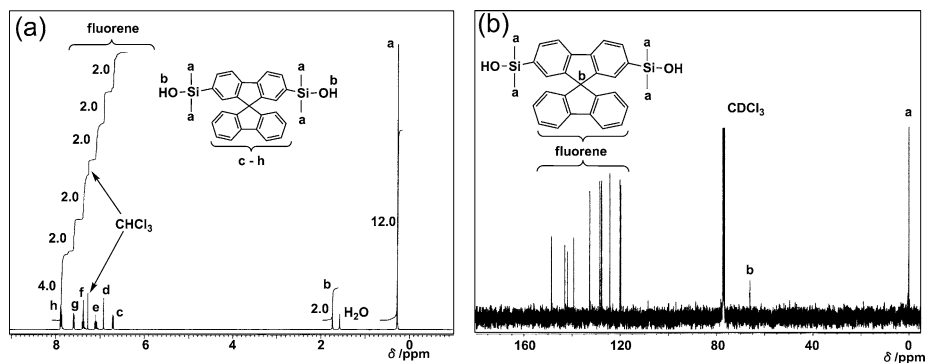 (a)
fluorene
2.0
2.0
2.0
2.0
2.0
4.0
a
a
a
b
b
HO
Si
Si
OH
a
a
c - h
CHCl3
12.0
h
g
f
e
d
c
b
2.0
H2O
8
6
4
2
0
δ /ppm
(b)
a
a
HO
Si
b
Si
OH
a
a
fluorene
CDCl3
a
b
160
120
80
40
0
δ /ppm